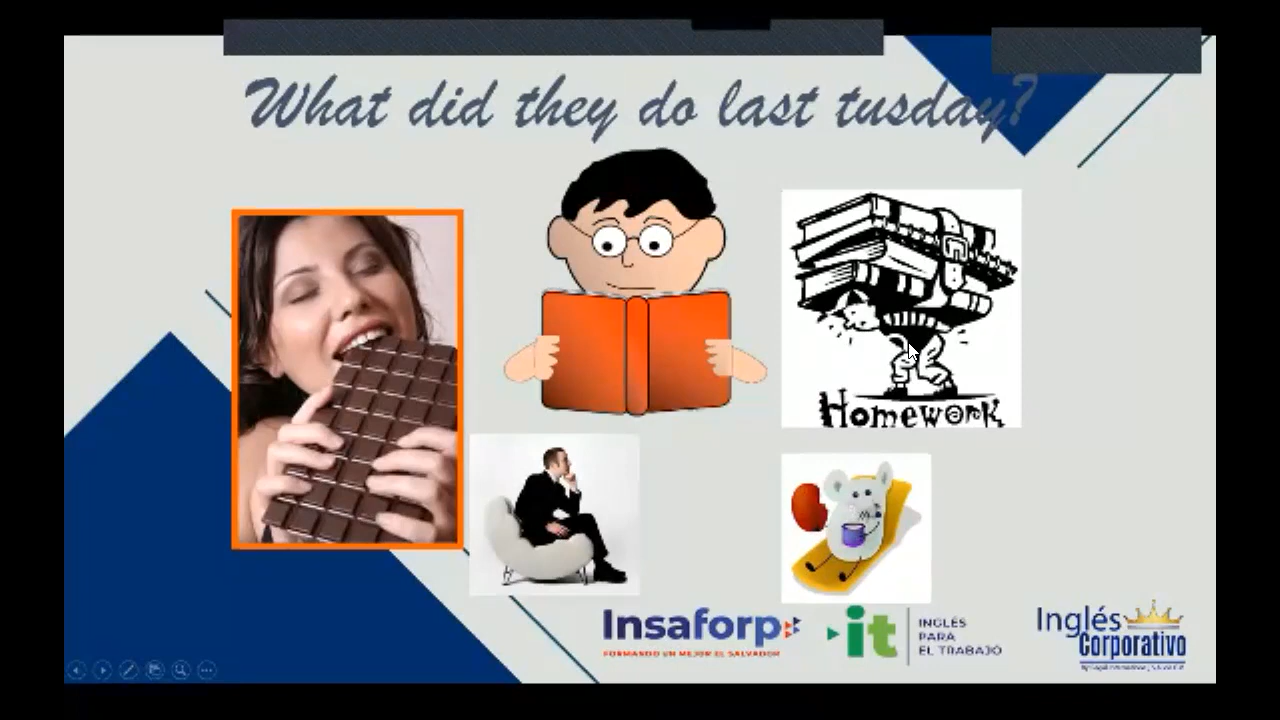 What did they do last tusday?
Homework
Insaforp
FORMANDO UN MEJOR EL SALVADOR
it
INGLÉS
PARA
EL TRABAJO
Inglés
Corporativo